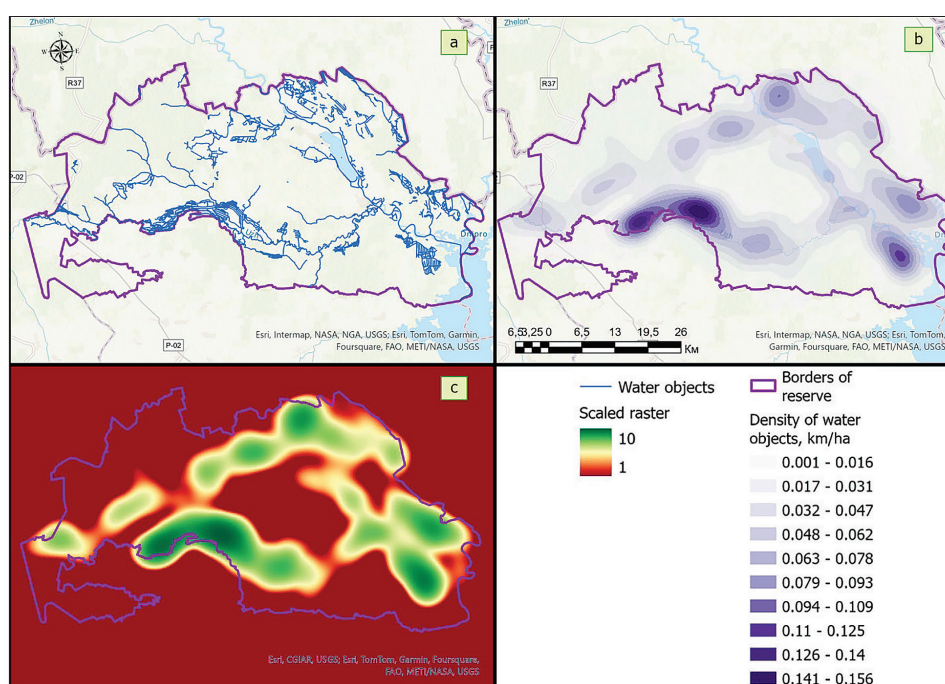 Zhelon'
a
N
W
E
S
R37
P-02
Uzh
Dnipro
P-02
Esri, Intermap, NASA, NGA, USGS; Esri, TomTom, Garmin,
Foursquare, FAO, METI/NASA, USGS
Zhelon'
b
R37
P-02
Dnipro
6,53,25 0 6,5 13 19,5 26
Км
Esri, Intermap, NASA, NGA, USGS; Esri, TomTom,
Garmin, Foursquare, FAO, METI/NASA, USGS
c
Esri, CGIAR, USGS; Esri, TomTom, Garmin, Foursquare,
FAO, METI/NASA, USGS
Water objects
Scaled raster
10
1
Borders of
reserve
Density of water
objects, km/ha
0.001 - 0.016
0.017 - 0.031
0.032 - 0.047
0.048 - 0.062
0.063 - 0.078
0.079 - 0.093
0.094 - 0.109
0.11 - 0.125
0.126 - 0.14
0.141 - 0.156